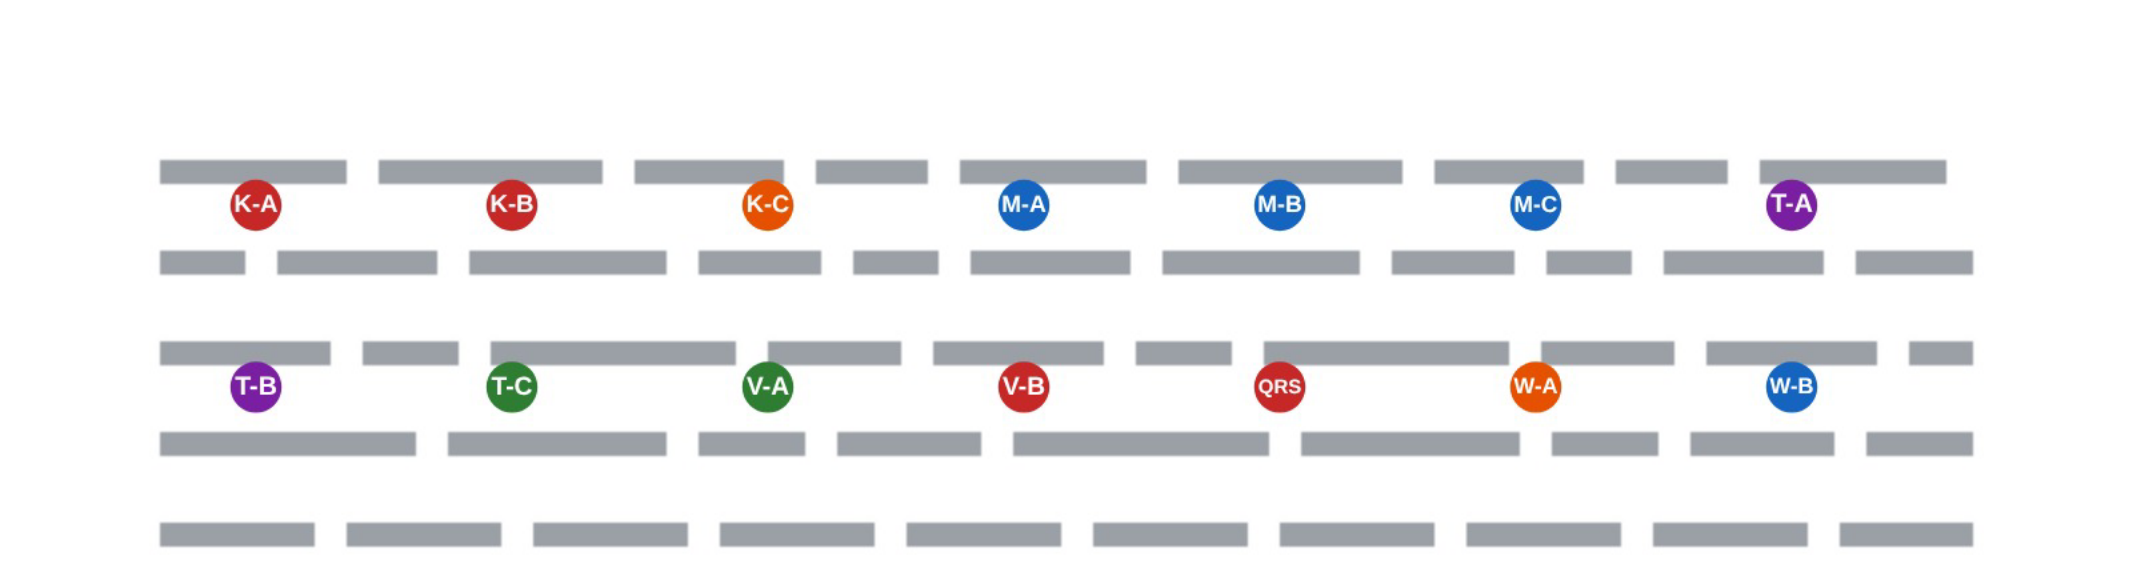 K-A K-B K-C M-A M-B M-C T-A
T-B T-C V-A V-B QRS W-A W-B